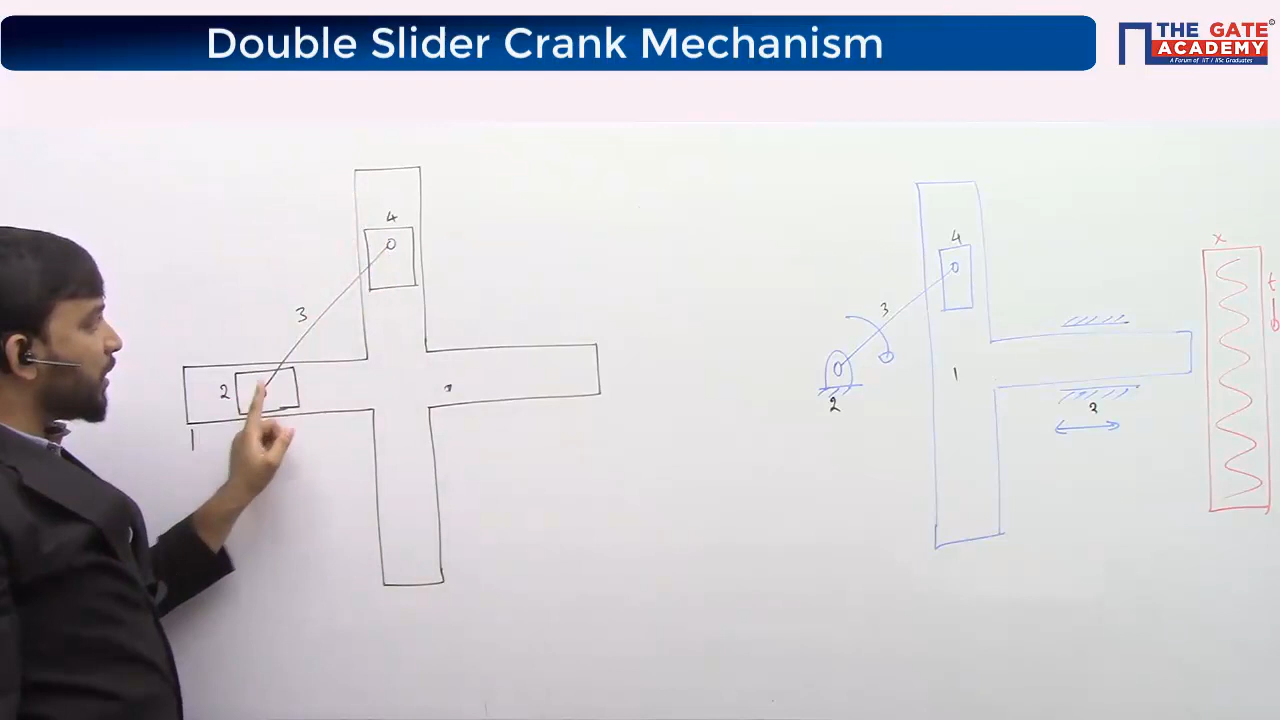 Double Slider Crank Mechanism
THE GATE
ACADEMY
A Forum of IIT / IISc Graduates
4
3
2
1
4
3
1
2
2
x
t